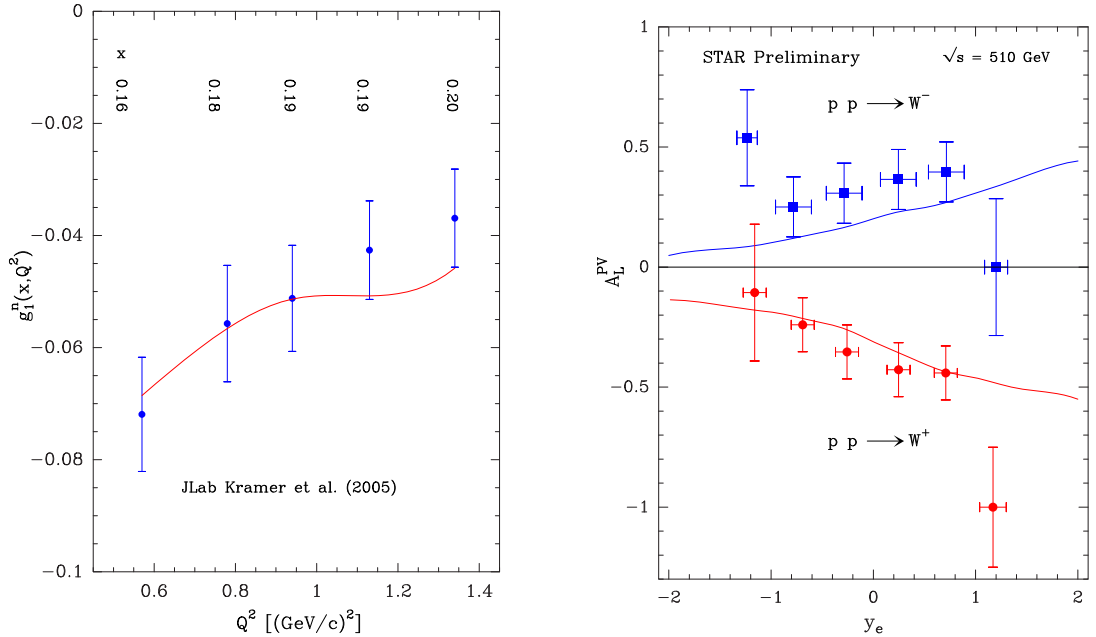 0
x
0.16 0.18 0.19 0.19 0.20
−0.02
−0.04
−0.06
−0.08
−0.1
g₁ⁿ(x,Q²)
JLab Kramer et al. (2005)
0.6 0.8 1 1.2 1.4
Q² [(GeV/c)²]
1
STAR Preliminary √s = 510 GeV
p p ⟶ W⁻
0.5
0
A_L^PV
−0.5
p p ⟶ W⁺
−1
−2 −1 0 1 2
y_e